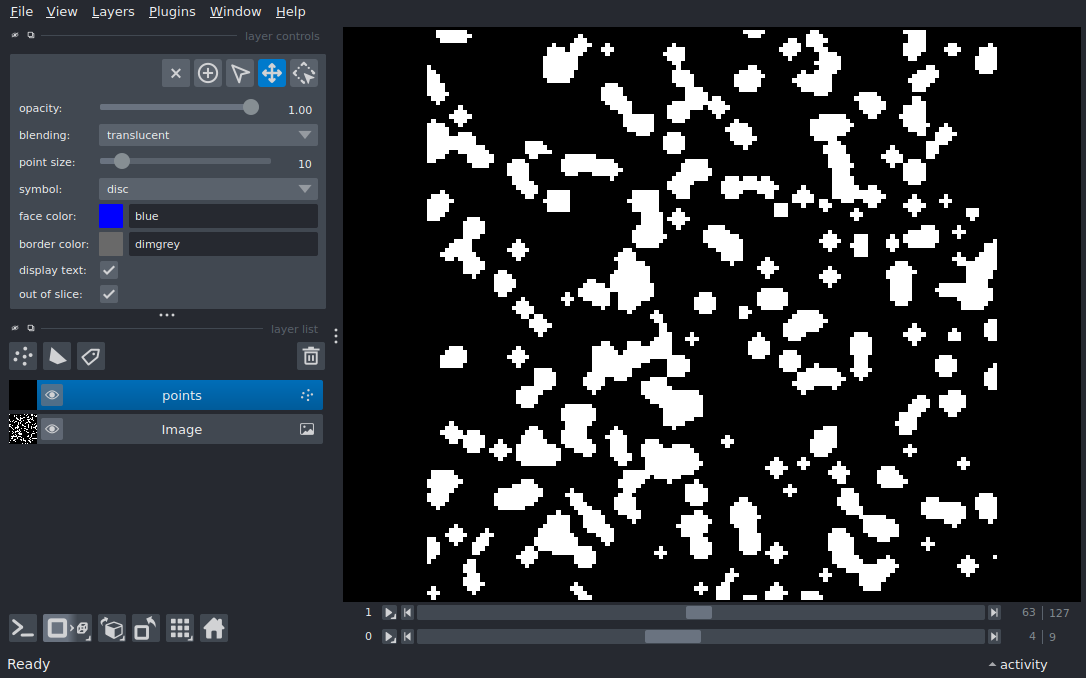 File View Layers Plugins Window Help
layer controls
opacity: 1.00
blending: translucent
point size: 10
symbol: disc
face color: blue
border color: dimgrey
display text:
out of slice:
layer list
points
Image
1 63 127
0 4 9
Ready activity